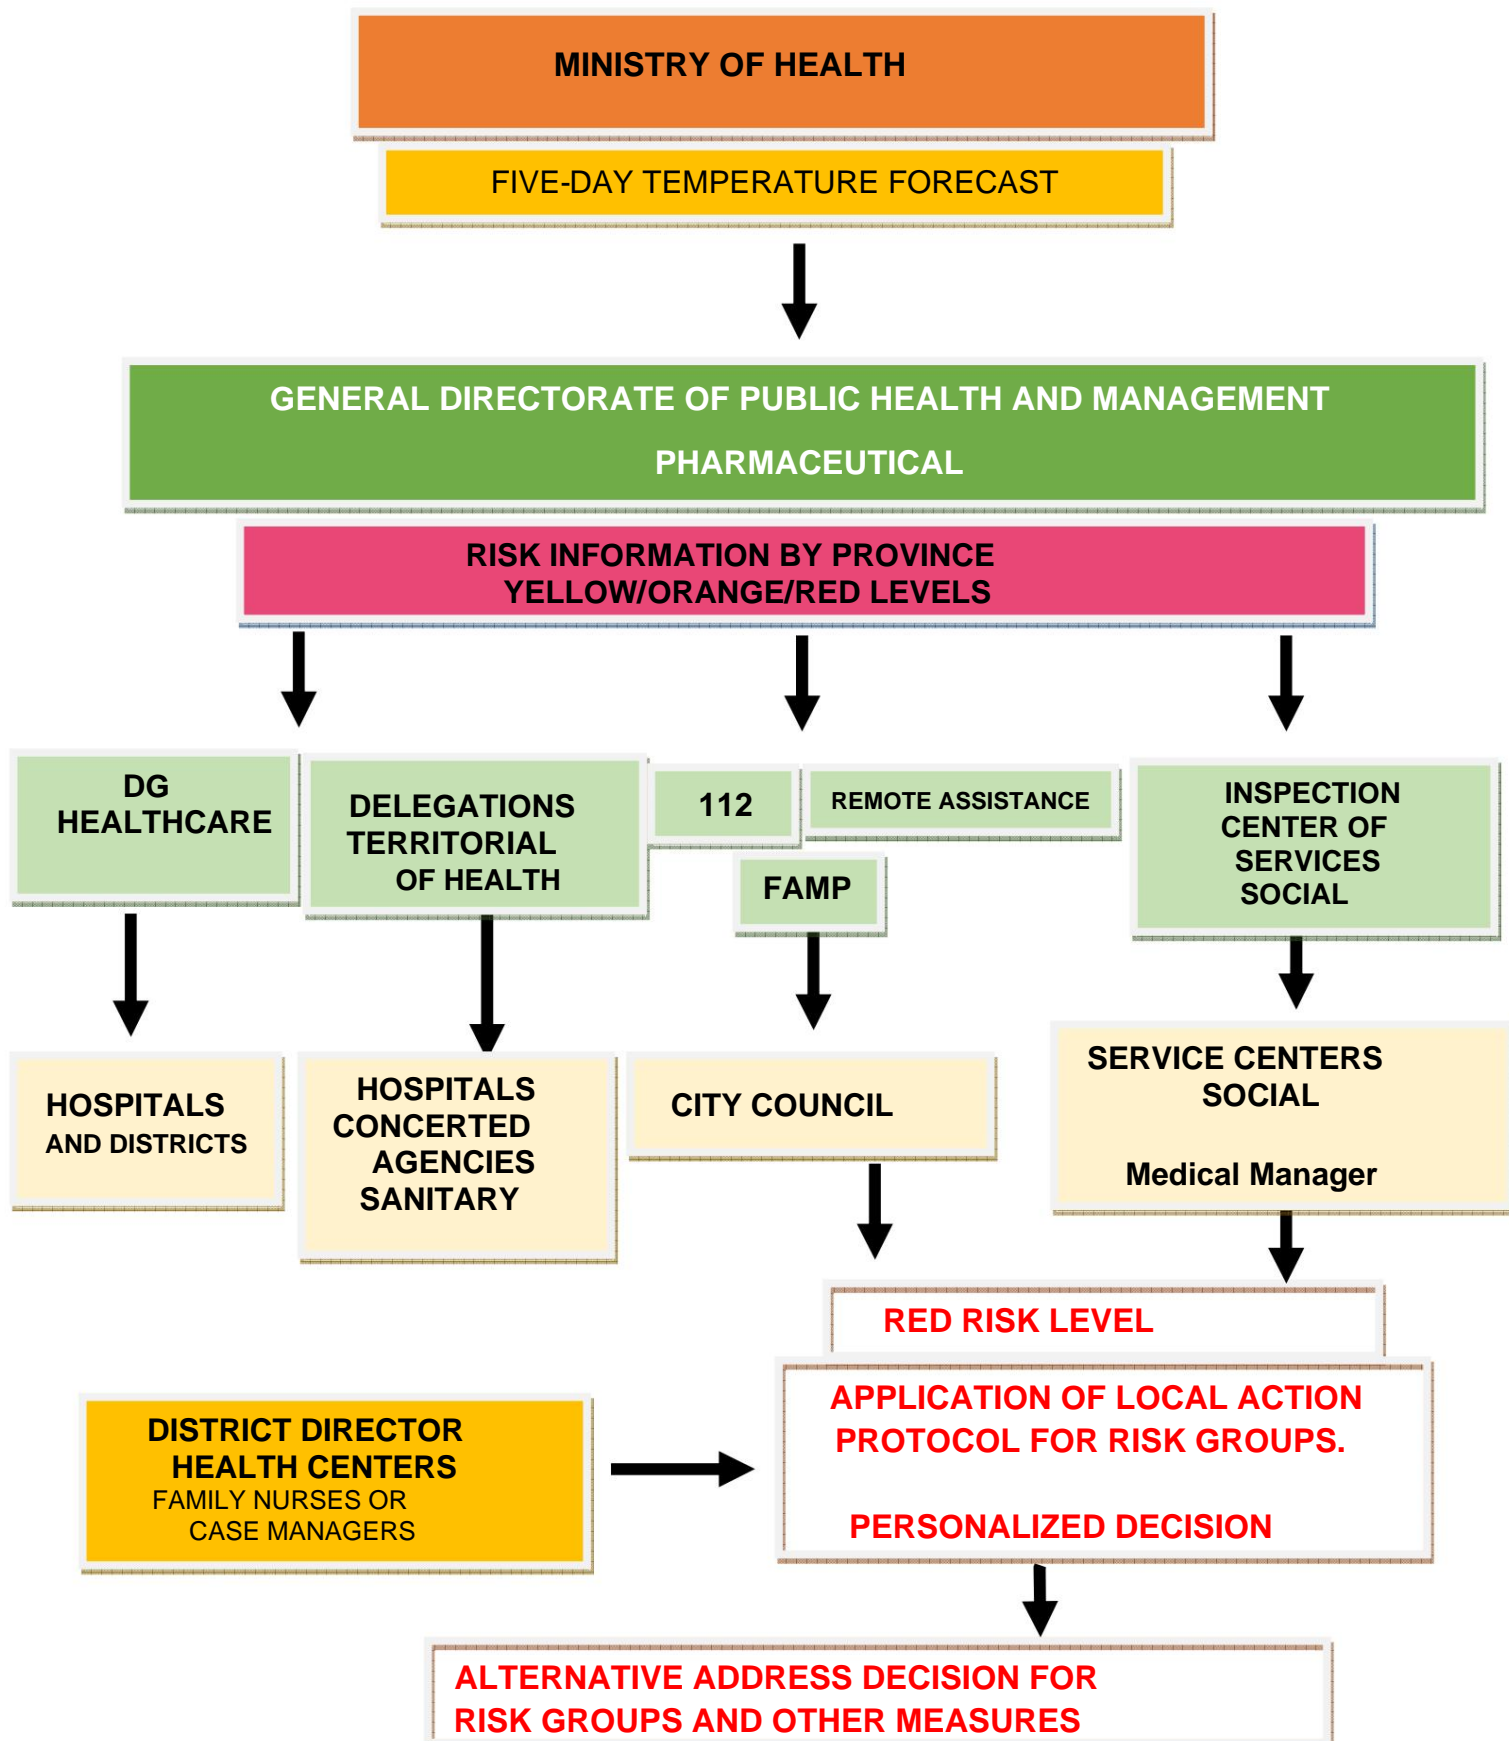 MINISTRY OF HEALTH
FIVE-DAY TEMPERATURE FORECAST
GENERAL DIRECTORATE OF PUBLIC HEALTH AND MANAGEMENT
PHARMACEUTICAL
RISK INFORMATION BY PROVINCE
YELLOW/ORANGE/RED LEVELS
DG
HEALTHCARE
DELEGATIONS
TERRITORIAL
OF HEALTH
112
REMOTE ASSISTANCE
FAMP
INSPECTION
CENTER OF
SERVICES
SOCIAL
HOSPITALS
AND DISTRICTS
HOSPITALS
CONCERTED
AGENCIES
SANITARY
CITY COUNCIL
SERVICE CENTERS
SOCIAL
Medical Manager
RED RISK LEVEL
APPLICATION OF LOCAL ACTION
PROTOCOL FOR RISK GROUPS.
PERSONALIZED DECISION
DISTRICT DIRECTOR
HEALTH CENTERS
FAMILY NURSES OR
CASE MANAGERS
ALTERNATIVE ADDRESS DECISION FOR
RISK GROUPS AND OTHER MEASURES